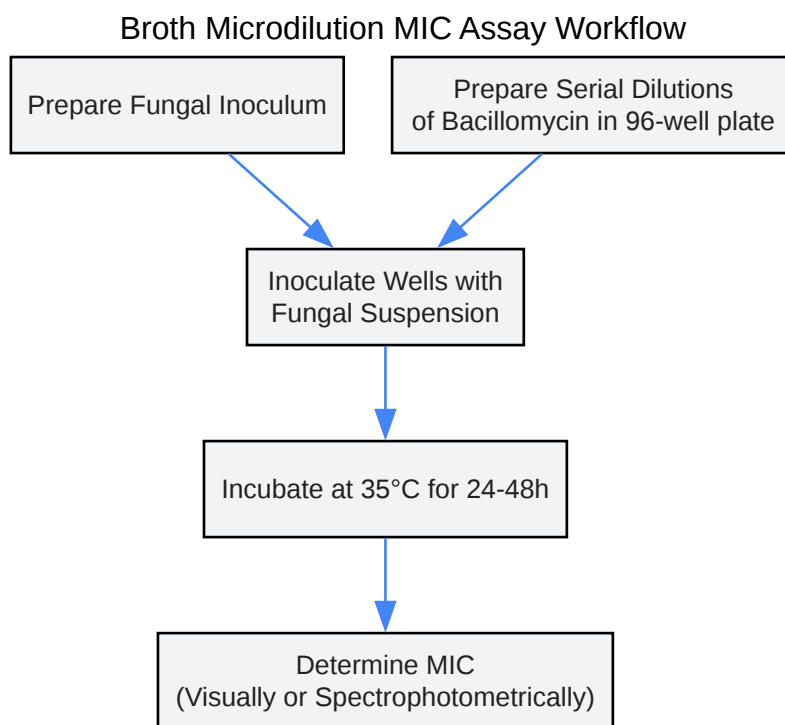 Broth Microdilution MIC Assay Workflow
Prepare Fungal Inoculum
Prepare Serial Dilutions
of Bacillomycin in 96-well plate
Inoculate Wells with
Fungal Suspension
Incubate at 35°C for 24-48h
Determine MIC
(Visually or Spectrophotometrically)